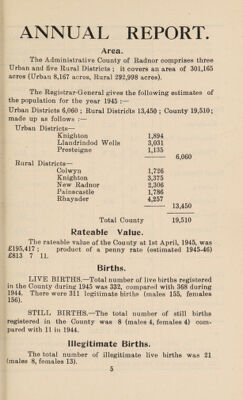 ANNUAL REPORT.
Area.
The Administrative County of Radnor comprises three
Urban and five Rural Districts ; it covers an area of 301,165
acres (Urban 8,167 acres, Rural 292,998 acres).
The Registrar-General gives the following estimates of
the population for the year 1945 :—
Urban Districts 6,060 ; Rural Districts 13,450 ; County 19,510;
made up as follows :—
Urban Districts—
Knighton 1,894
Llandrindod Wells 3,031
Presteigne 1,135
6,060
Rural Districts—
Colwyn 1,726
Knighton 3,375
New Radnor 2,306
Painscastle 1,786
Rhayader 4,257
13,450
Total County 19,510
Rateable Value.
The rateable value of the County at 1st April, 1945, was
£195,417 ; product of a penny rate (estimated 1945-46)
£813 7 11.
Births.
LIVE BIRTHS.—Total number of live births registered
in the County during 1945 was 332, compared with 368 during
1944. There were 311 legitimate births (males 155, females
156).
STILL BIRTHS.—The total number of still births
registered in the County was 8 (males 4, females 4) com-
pared with 11 in 1944.
Illegitimate Births.
The total number of illegitimate live births was 21
(males 8, females 13).
5